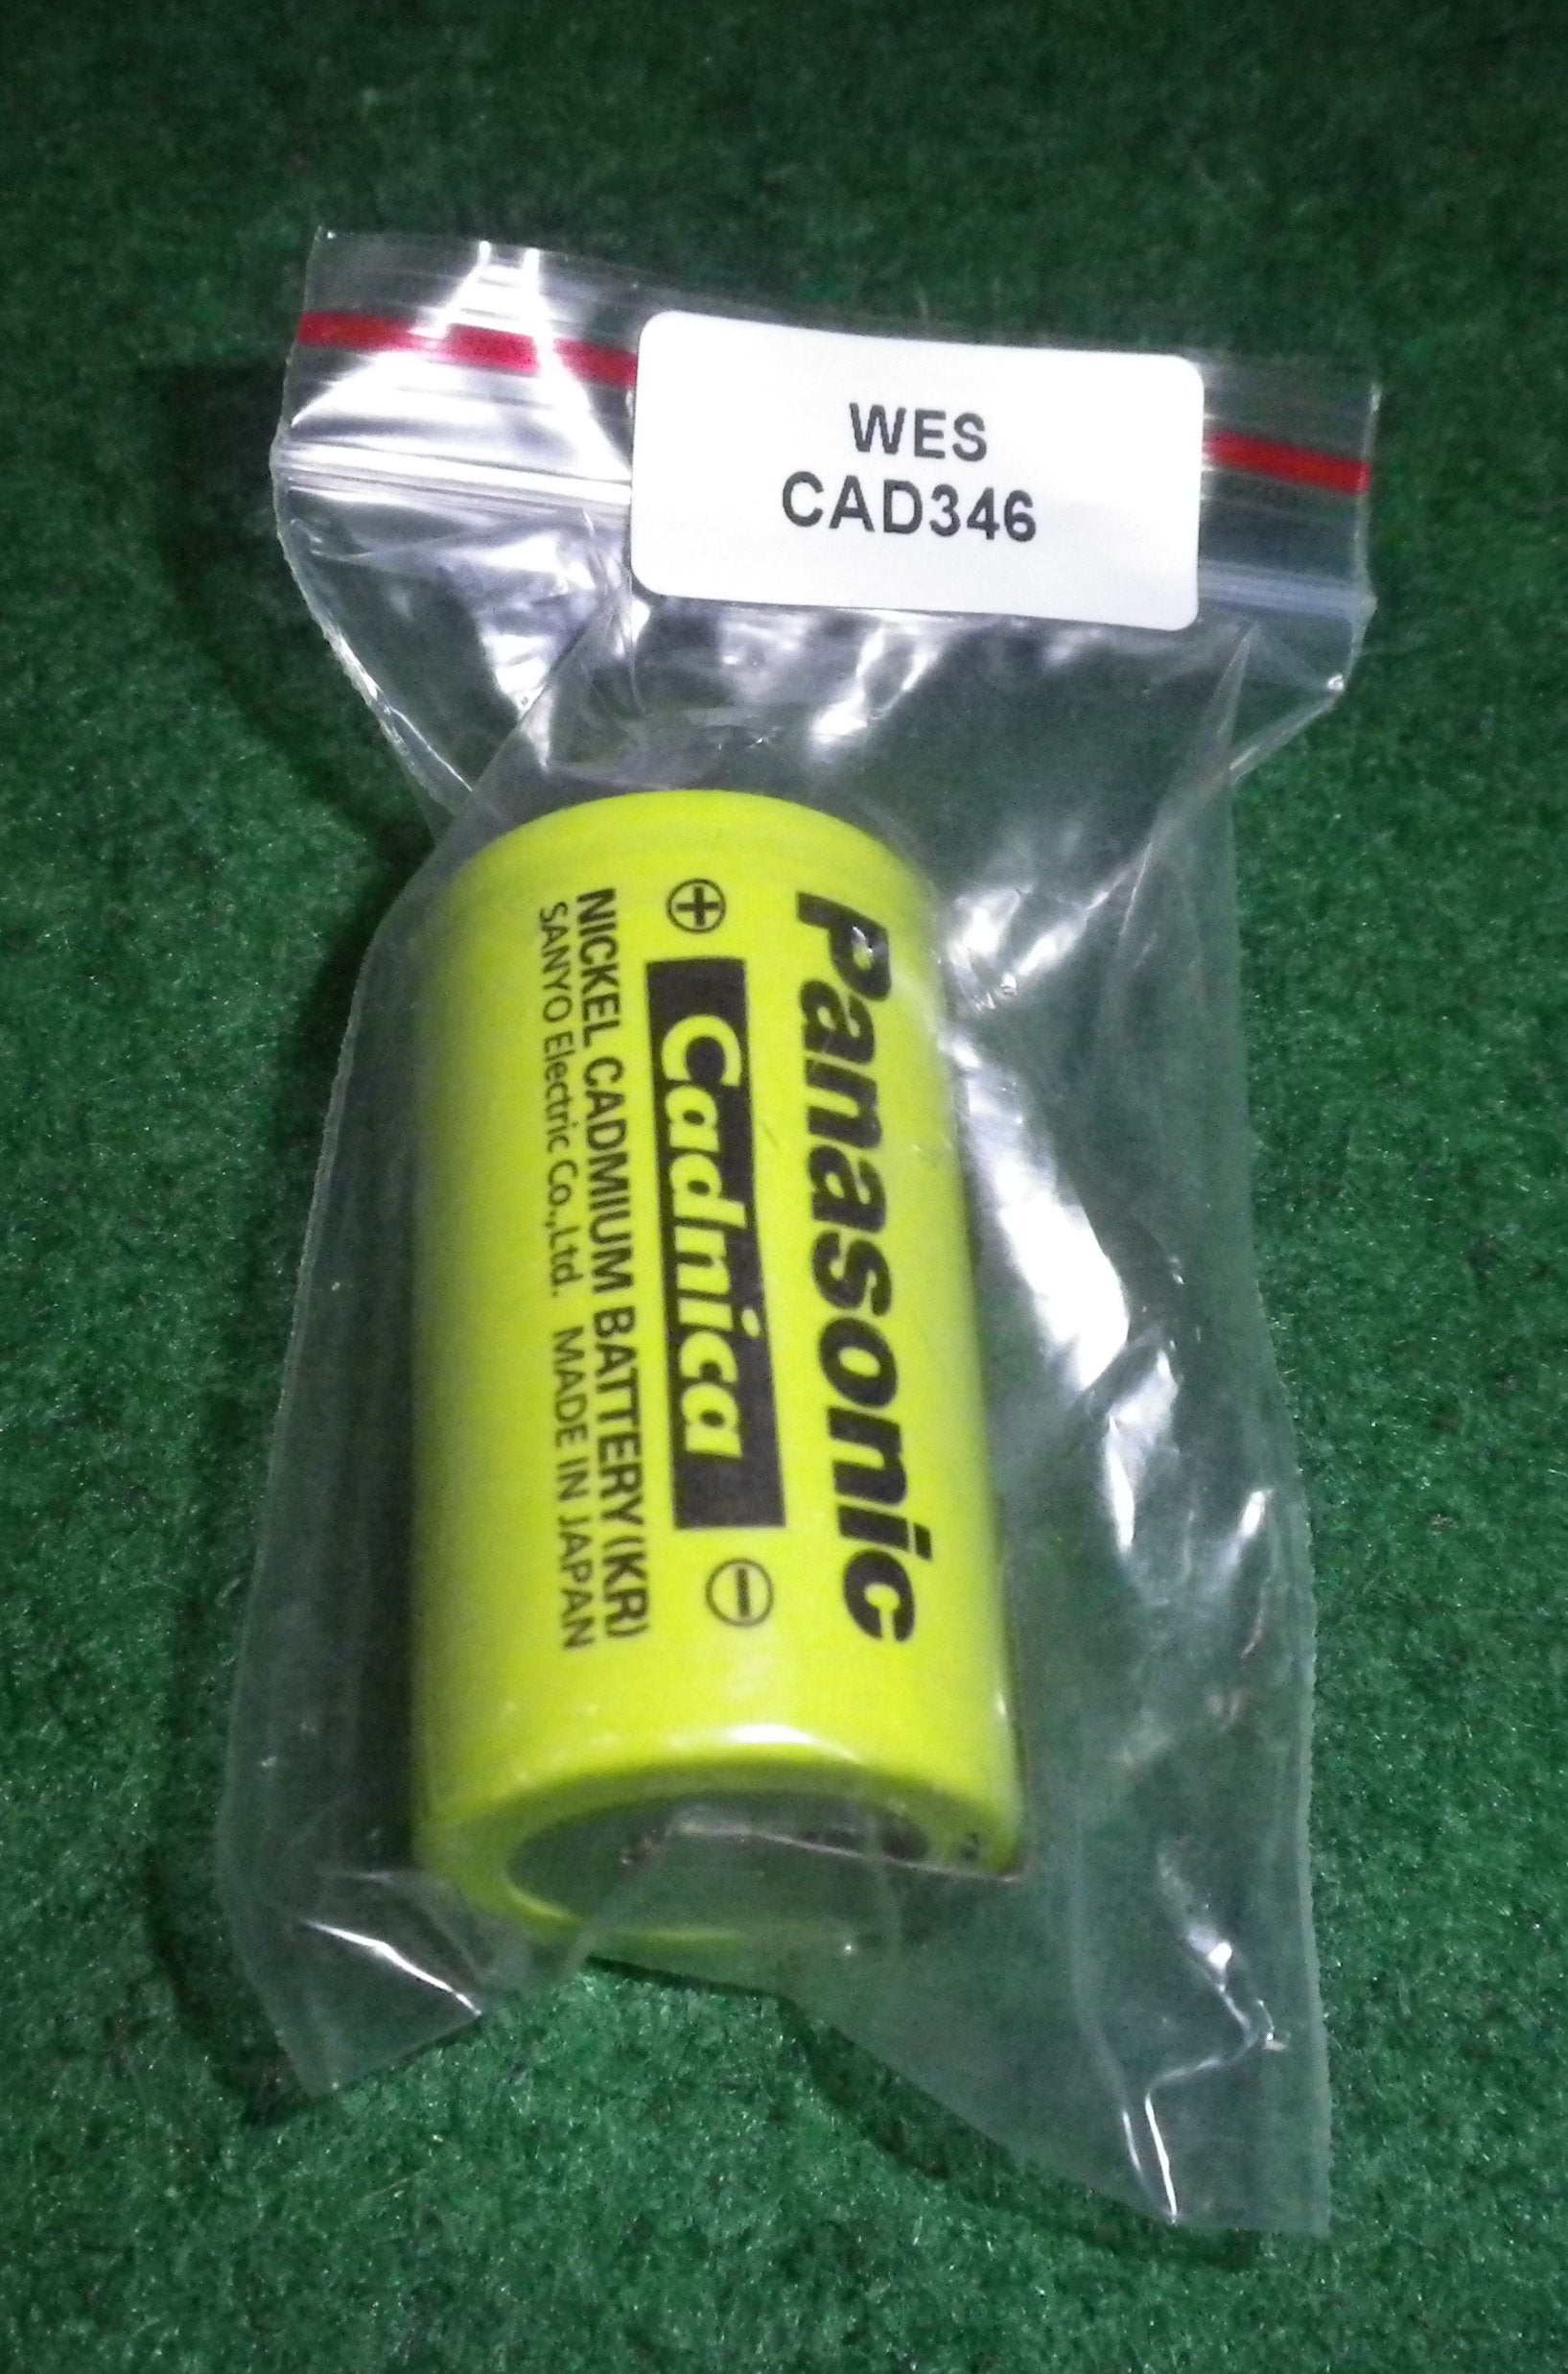 WES
CAD346
Panasonic
⊕ Cadnica ⊖
NICKEL CADMIUM BATTERY(KR)
SANYO Electric Co.,Ltd. MADE IN JAPAN